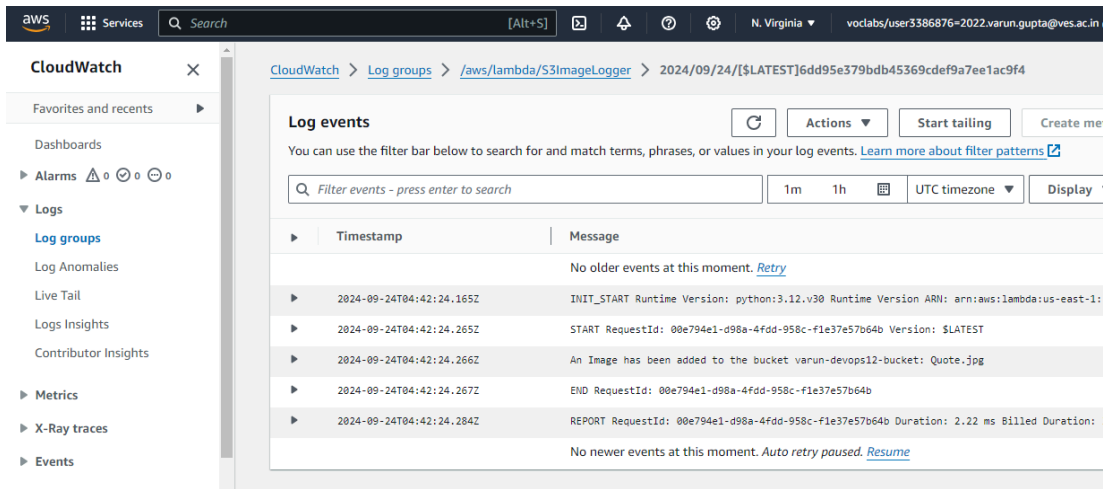 aws Services Search [Alt+S] N. Virginia ▼ voclabs/user3386876=2022.varun.gupta@ves.ac.in
CloudWatch
Favorites and recents
Dashboards
Alarms 0 0 0
Logs
Log groups
Log Anomalies
Live Tail
Logs Insights
Contributor Insights
Metrics
X-Ray traces
Events
CloudWatch > Log groups > /aws/lambda/S3ImageLogger > 2024/09/24/[$LATEST]6dd95e379bdb45369cdef9a7ee1ac9f4
Log events
Actions ▼ Start tailing Create me
You can use the filter bar below to search for and match terms, phrases, or values in your log events. Learn more about filter patterns
Filter events - press enter to search 1m 1h UTC timezone ▼ Display
Timestamp Message
No older events at this moment. Retry
2024-09-24T04:42:24.165Z INIT_START Runtime Version: python:3.12.v30 Runtime Version ARN: arn:aws:lambda:us-east-1:
2024-09-24T04:42:24.265Z START RequestId: 00e794e1-d98a-4fdd-958c-f1e37e57b64b Version: $LATEST
2024-09-24T04:42:24.266Z An Image has been added to the bucket varun-devops12-bucket: Quote.jpg
2024-09-24T04:42:24.267Z END RequestId: 00e794e1-d98a-4fdd-958c-f1e37e57b64b
2024-09-24T04:42:24.284Z REPORT RequestId: 00e794e1-d98a-4fdd-958c-f1e37e57b64b Duration: 2.22 ms Billed Duration:
No newer events at this moment. Auto retry paused. Resume